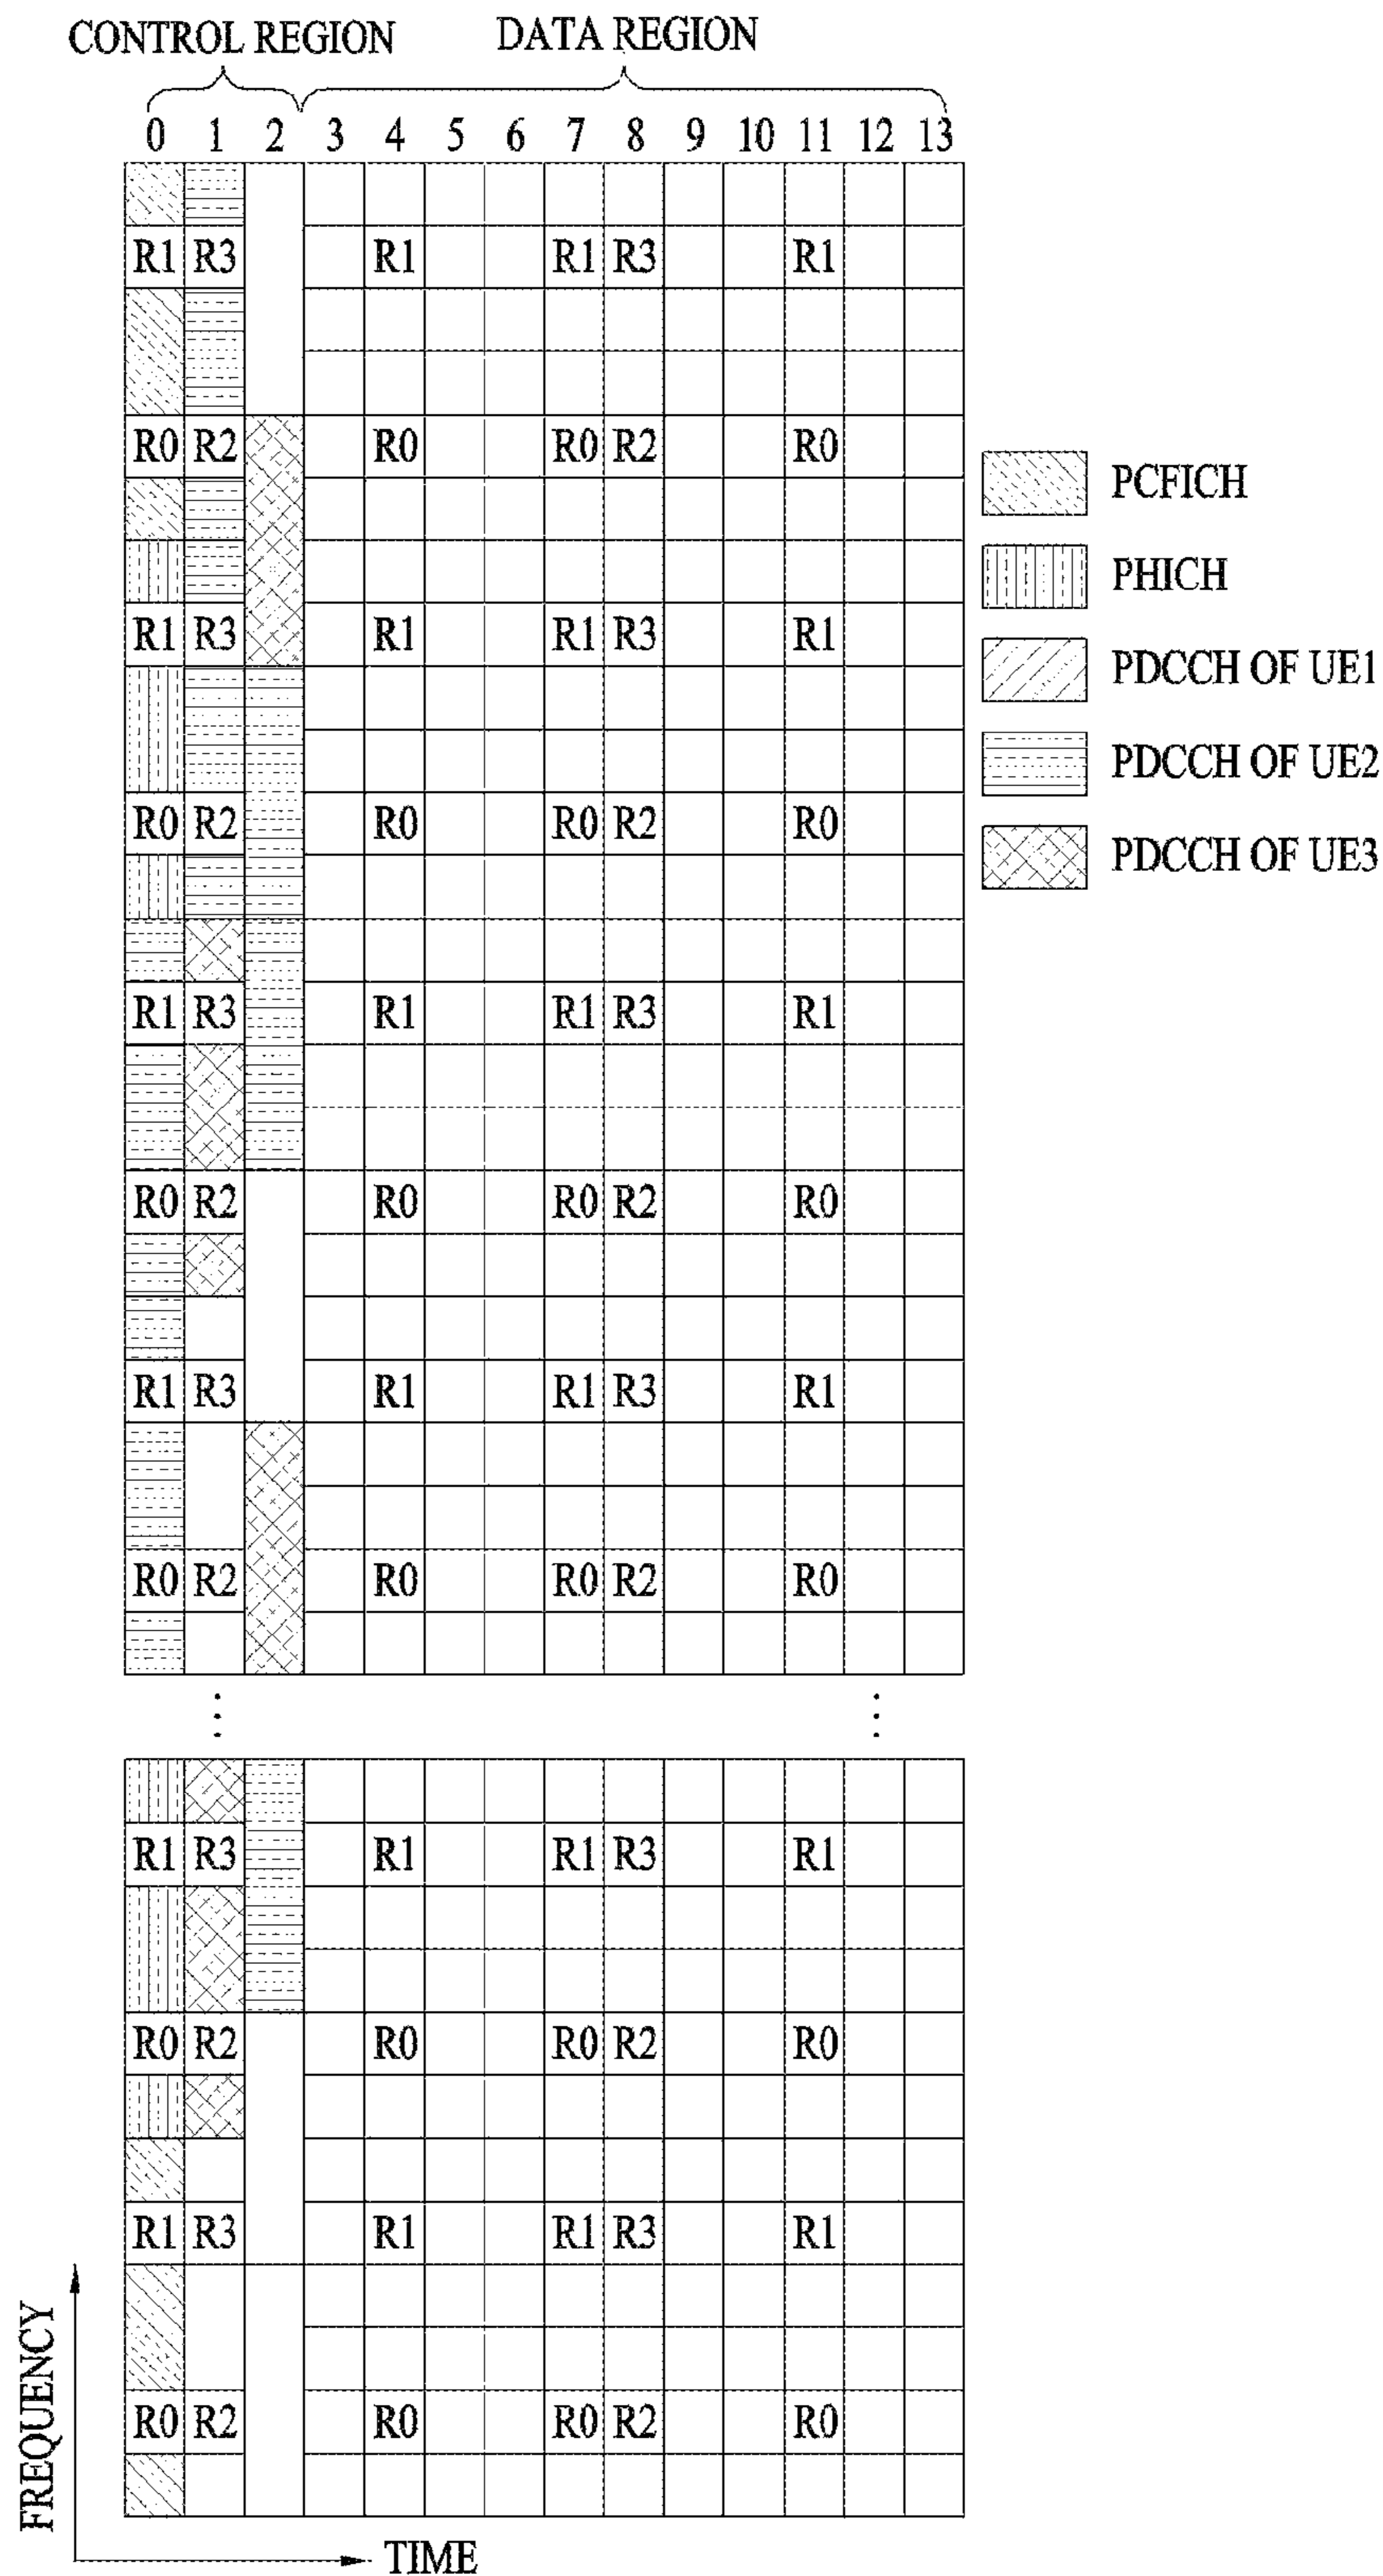 CONTROL REGION DATA REGION
0 1 2 3 4 5 6 7 8 9 10 11 12 13
R1 R3 R1 R1 R3 R1
R0 R2 R0 R0 R2 R0
PCFICH
PHICH
R1 R3 R1 R1 R3 R1
PDCCH OF UE1
PDCCH OF UE2
R0 R2 R0 R0 R2 R0
PDCCH OF UE3
R1 R3 R1 R1 R3 R1
R0 R2 R0 R0 R2 R0
R1 R3 R1 R1 R3 R1
R0 R2 R0 R0 R2 R0
R1 R3 R1 R1 R3 R1
R0 R2 R0 R0 R2 R0
R1 R3 R1 R1 R3 R1
R0 R2 R0 R0 R2 R0
FREQUENCY
TIME